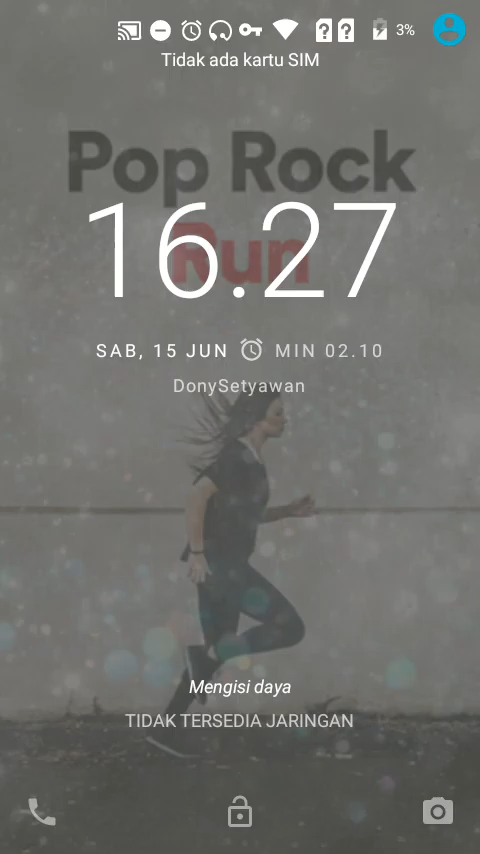 3%
Tidak ada kartu SIM
Pop Rock
Run
16.27
SAB, 15 JUN MIN 02.10
DonySetyawan
Mengisi daya
TIDAK TERSEDIA JARINGAN